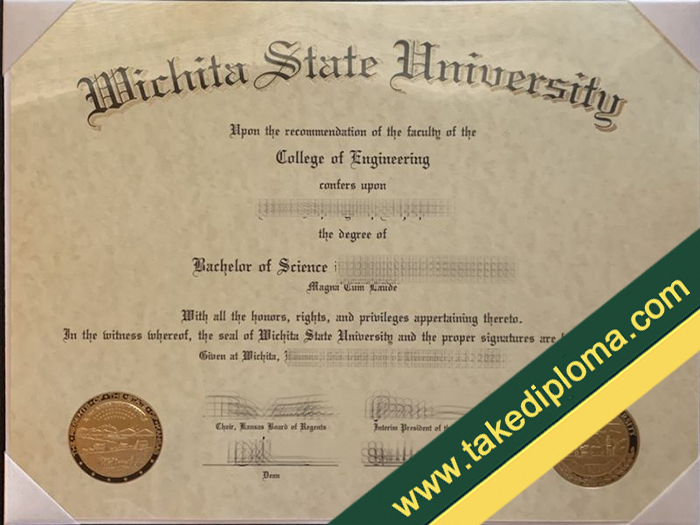 Wichita State University
Upon the recommendation of the faculty of the
College of Engineering
confers upon
the degree of
Bachelor of Science
Magna Cum Laude
With all the honors, rights, and privileges appertaining thereto.
In the witness whereof, the seal of Wichita State University and the proper signatures are
Given at Wichita,
Chair, Kansas Board of Regents
Interim President of
Dean
www.takediploma.com